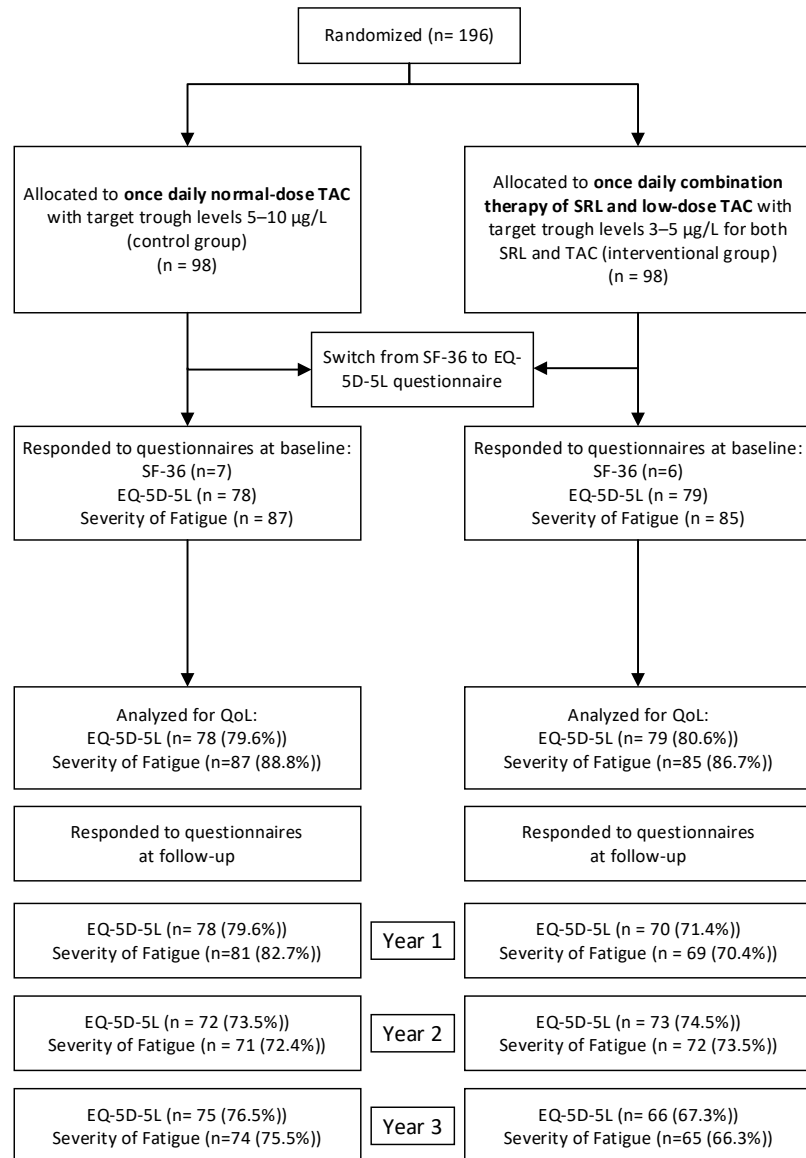 Randomized (n= 196)
Allocated to once daily normal-dose TAC
with target trough levels 5–10 µg/L
(control group)
(n = 98)
Allocated to once daily combination
therapy of SRL and low-dose TAC with
target trough levels 3–5 µg/L for both
SRL and TAC (interventional group)
(n = 98)
Switch from SF-36 to EQ-
5D-5L questionnaire
Responded to questionnaires at baseline:
SF-36 (n=7)
EQ-5D-5L (n = 78)
Severity of Fatigue (n = 87)
Responded to questionnaires at baseline:
SF-36 (n=6)
EQ-5D-5L (n = 79)
Severity of Fatigue (n = 85)
Analyzed for QoL:
EQ-5D-5L (n= 78 (79.6%))
Severity of Fatigue (n=87 (88.8%))
Analyzed for QoL:
EQ-5D-5L (n= 79 (80.6%))
Severity of Fatigue (n=85 (86.7%))
Responded to questionnaires
at follow-up
Responded to questionnaires
at follow-up
EQ-5D-5L (n= 78 (79.6%))
Severity of Fatigue (n=81 (82.7%))
Year 1
EQ-5D-5L (n = 70 (71.4%))
Severity of Fatigue (n = 69 (70.4%))
EQ-5D-5L (n = 72 (73.5%))
Severity of Fatigue (n = 71 (72.4%))
Year 2
EQ-5D-5L (n = 73 (74.5%))
Severity of Fatigue (n = 72 (73.5%))
EQ-5D-5L (n = 75 (76.5%))
Severity of Fatigue (n=74 (75.5%))
Year 3
EQ-5D-5L (n = 66 (67.3%))
Severity of Fatigue (n=65 (66.3%))